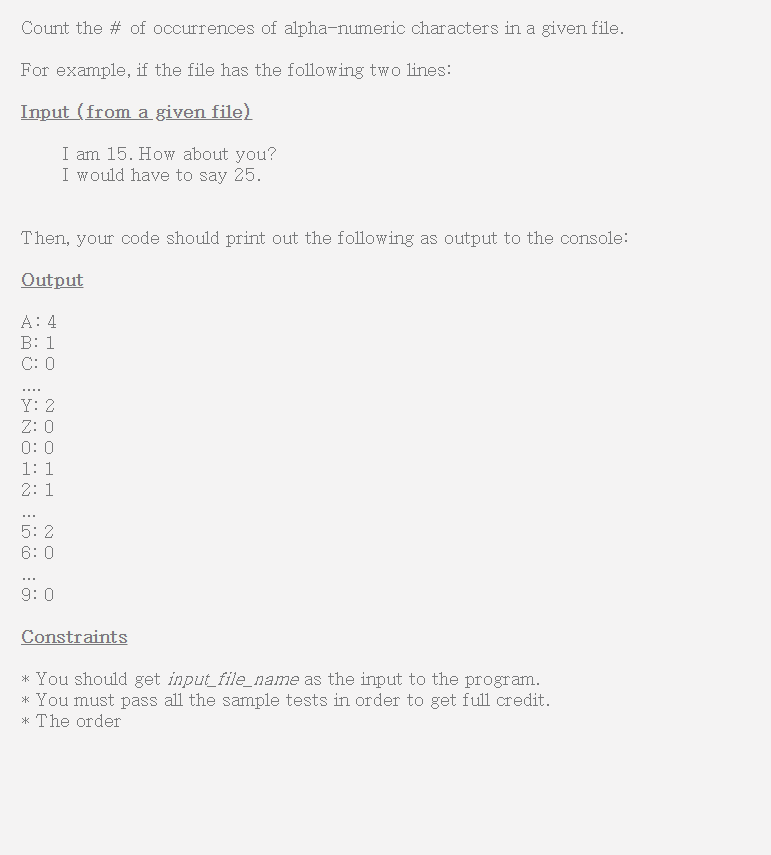 Count the # of occurrences of alpha-numeric characters in a given file.
For example, if the file has the following two lines:
Input (from a given file)
I am 15. How about you?
I would have to say 25.
Then, your code should print out the following as output to the console:
Output
A: 4
B: 1
C: 0
....
Y: 2
Z: 0
0: 0
1: 1
2: 1
...
5: 2
6: 0
...
9: 0
Constraints
* You should get input_file_name as the input to the program.
* You must pass all the sample tests in order to get full credit.
* The order